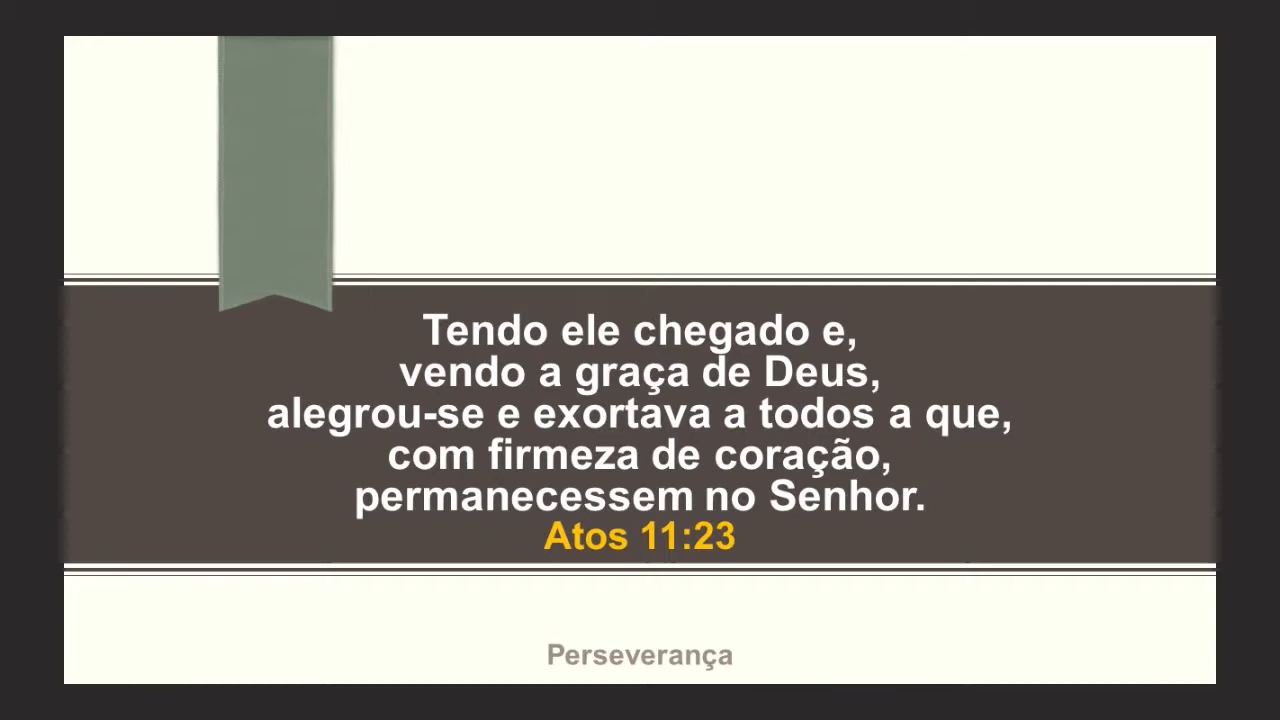 Tendo ele chegado e,
vendo a graça de Deus,
alegrou-se e exortava a todos a que,
com firmeza de coração,
permanecessem no Senhor.
Atos 11:23
Perseverança